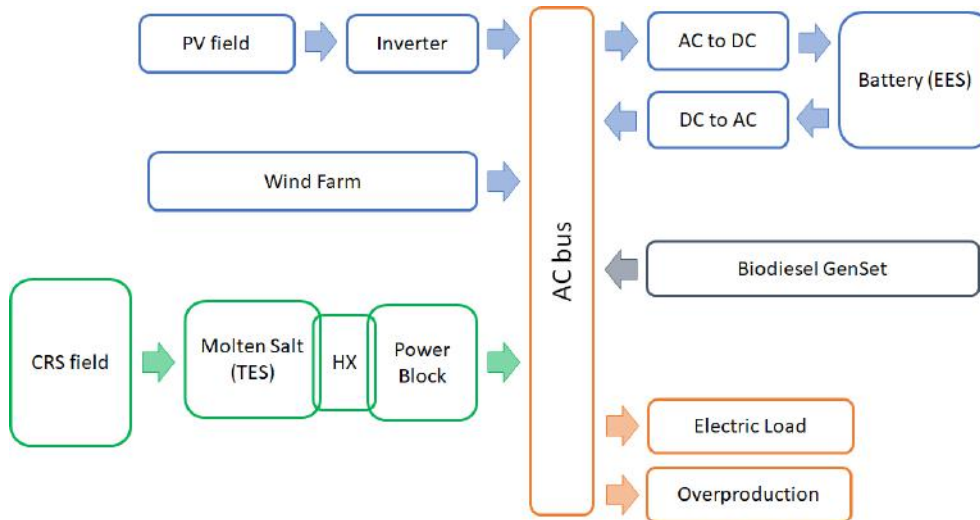 PV field
Inverter
AC to DC
Battery (EES)
DC to AC
Wind Farm
AC bus
Biodiesel GenSet
CRS field
Molten Salt
(TES)
HX
Power
Block
Electric Load
Overproduction